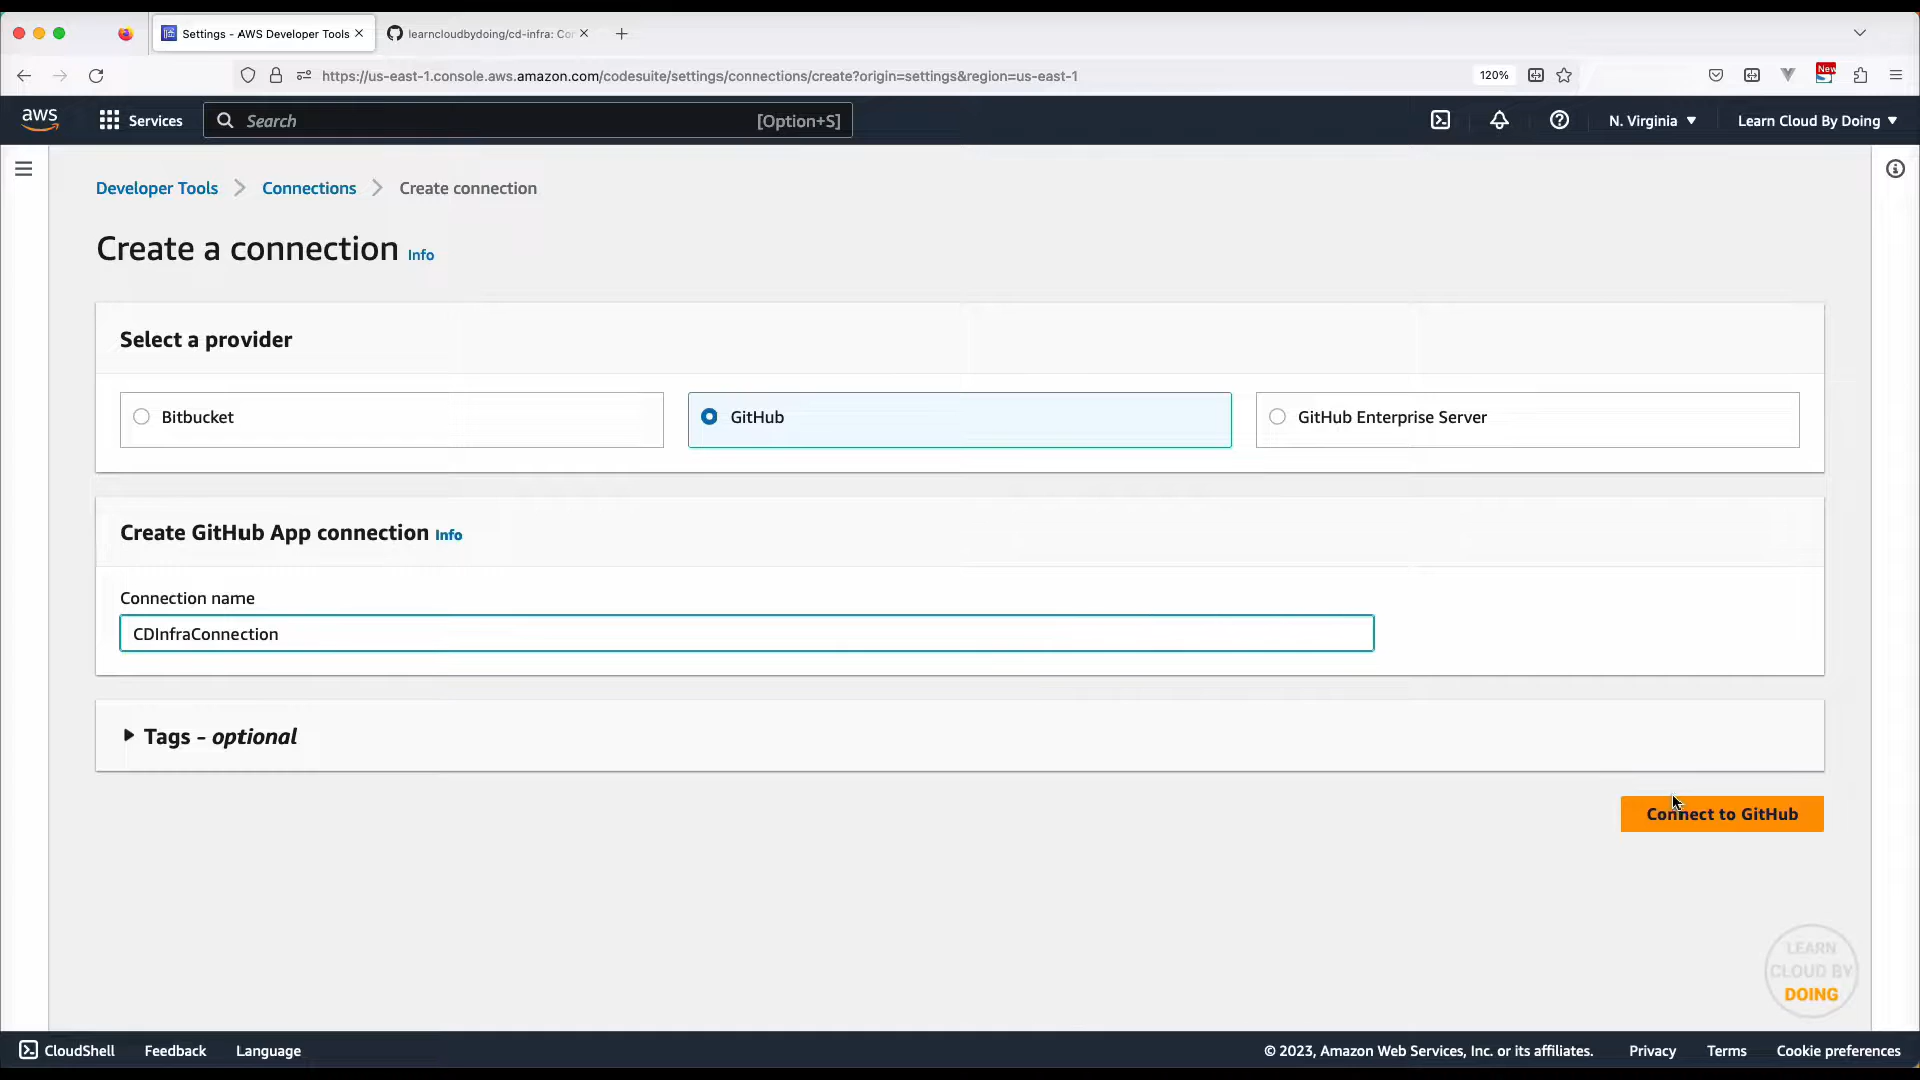 Settings - AWS Developer Tools
learncloudbydoing/cd-infra: Co
https://us-east-1.console.aws.amazon.com/codesuite/settings/connections/create?origin=settings&region=us-east-1
120%
New
aws
Services
Search
[Option+S]
N. Virginia
Learn Cloud By Doing
Developer Tools
Connections
Create connection
Create a connection Info
Select a provider
Bitbucket
GitHub
GitHub Enterprise Server
Create GitHub App connection Info
Connection name
CDInfraConnection
Tags - optional
Connect to GitHub
LEARN
CLOUD BY
DOING
CloudShell
Feedback
Language
© 2023, Amazon Web Services, Inc. or its affiliates.
Privacy
Terms
Cookie preferences